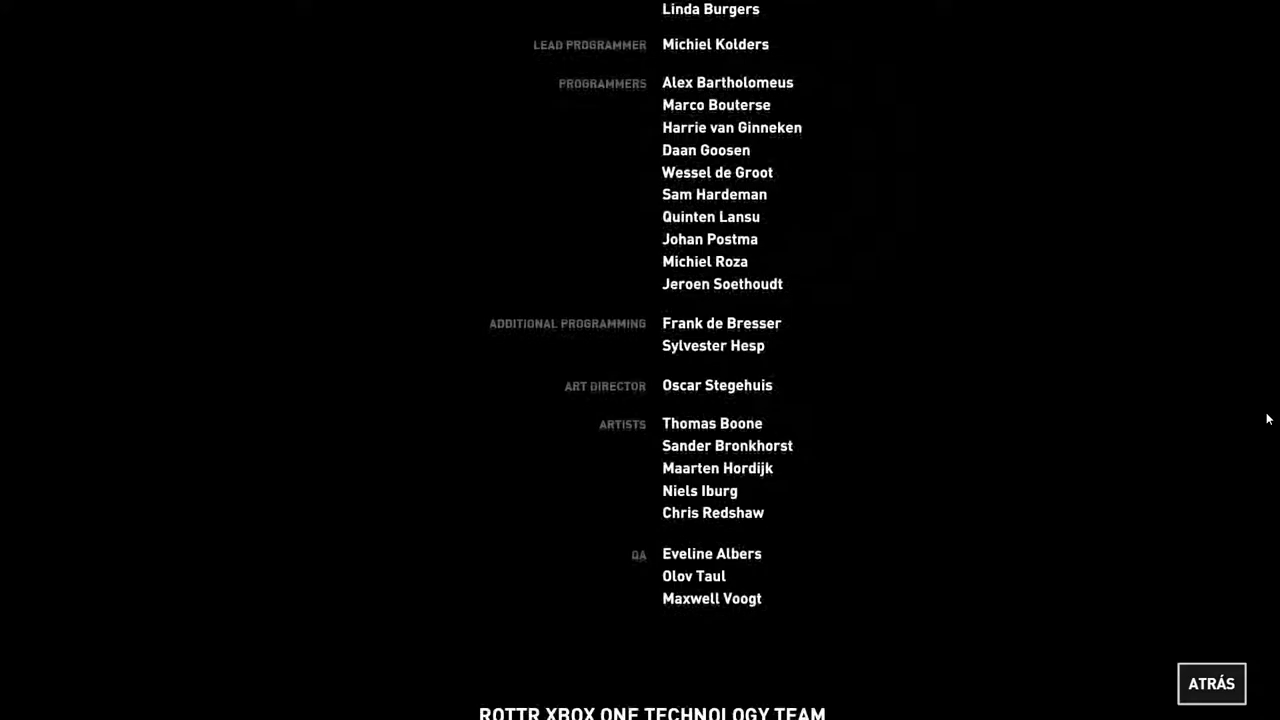 Linda Burgers
LEAD PROGRAMMER Michiel Kolders
PROGRAMMERS Alex Bartholomeus
Marco Bouterse
Harrie van Ginneken
Daan Goosen
Wessel de Groot
Sam Hardeman
Quinten Lansu
Johan Postma
Michiel Roza
Jeroen Soethoudt
ADDITIONAL PROGRAMMING Frank de Bresser
Sylvester Hesp
ART DIRECTOR Oscar Stegehuis
ARTISTS Thomas Boone
Sander Bronkhorst
Maarten Hordijk
Niels Iburg
Chris Redshaw
QA Eveline Albers
Olov Taul
Maxwell Voogt
ATRÁS
ROTTR XBOX ONE TECHNOLOGY TEAM